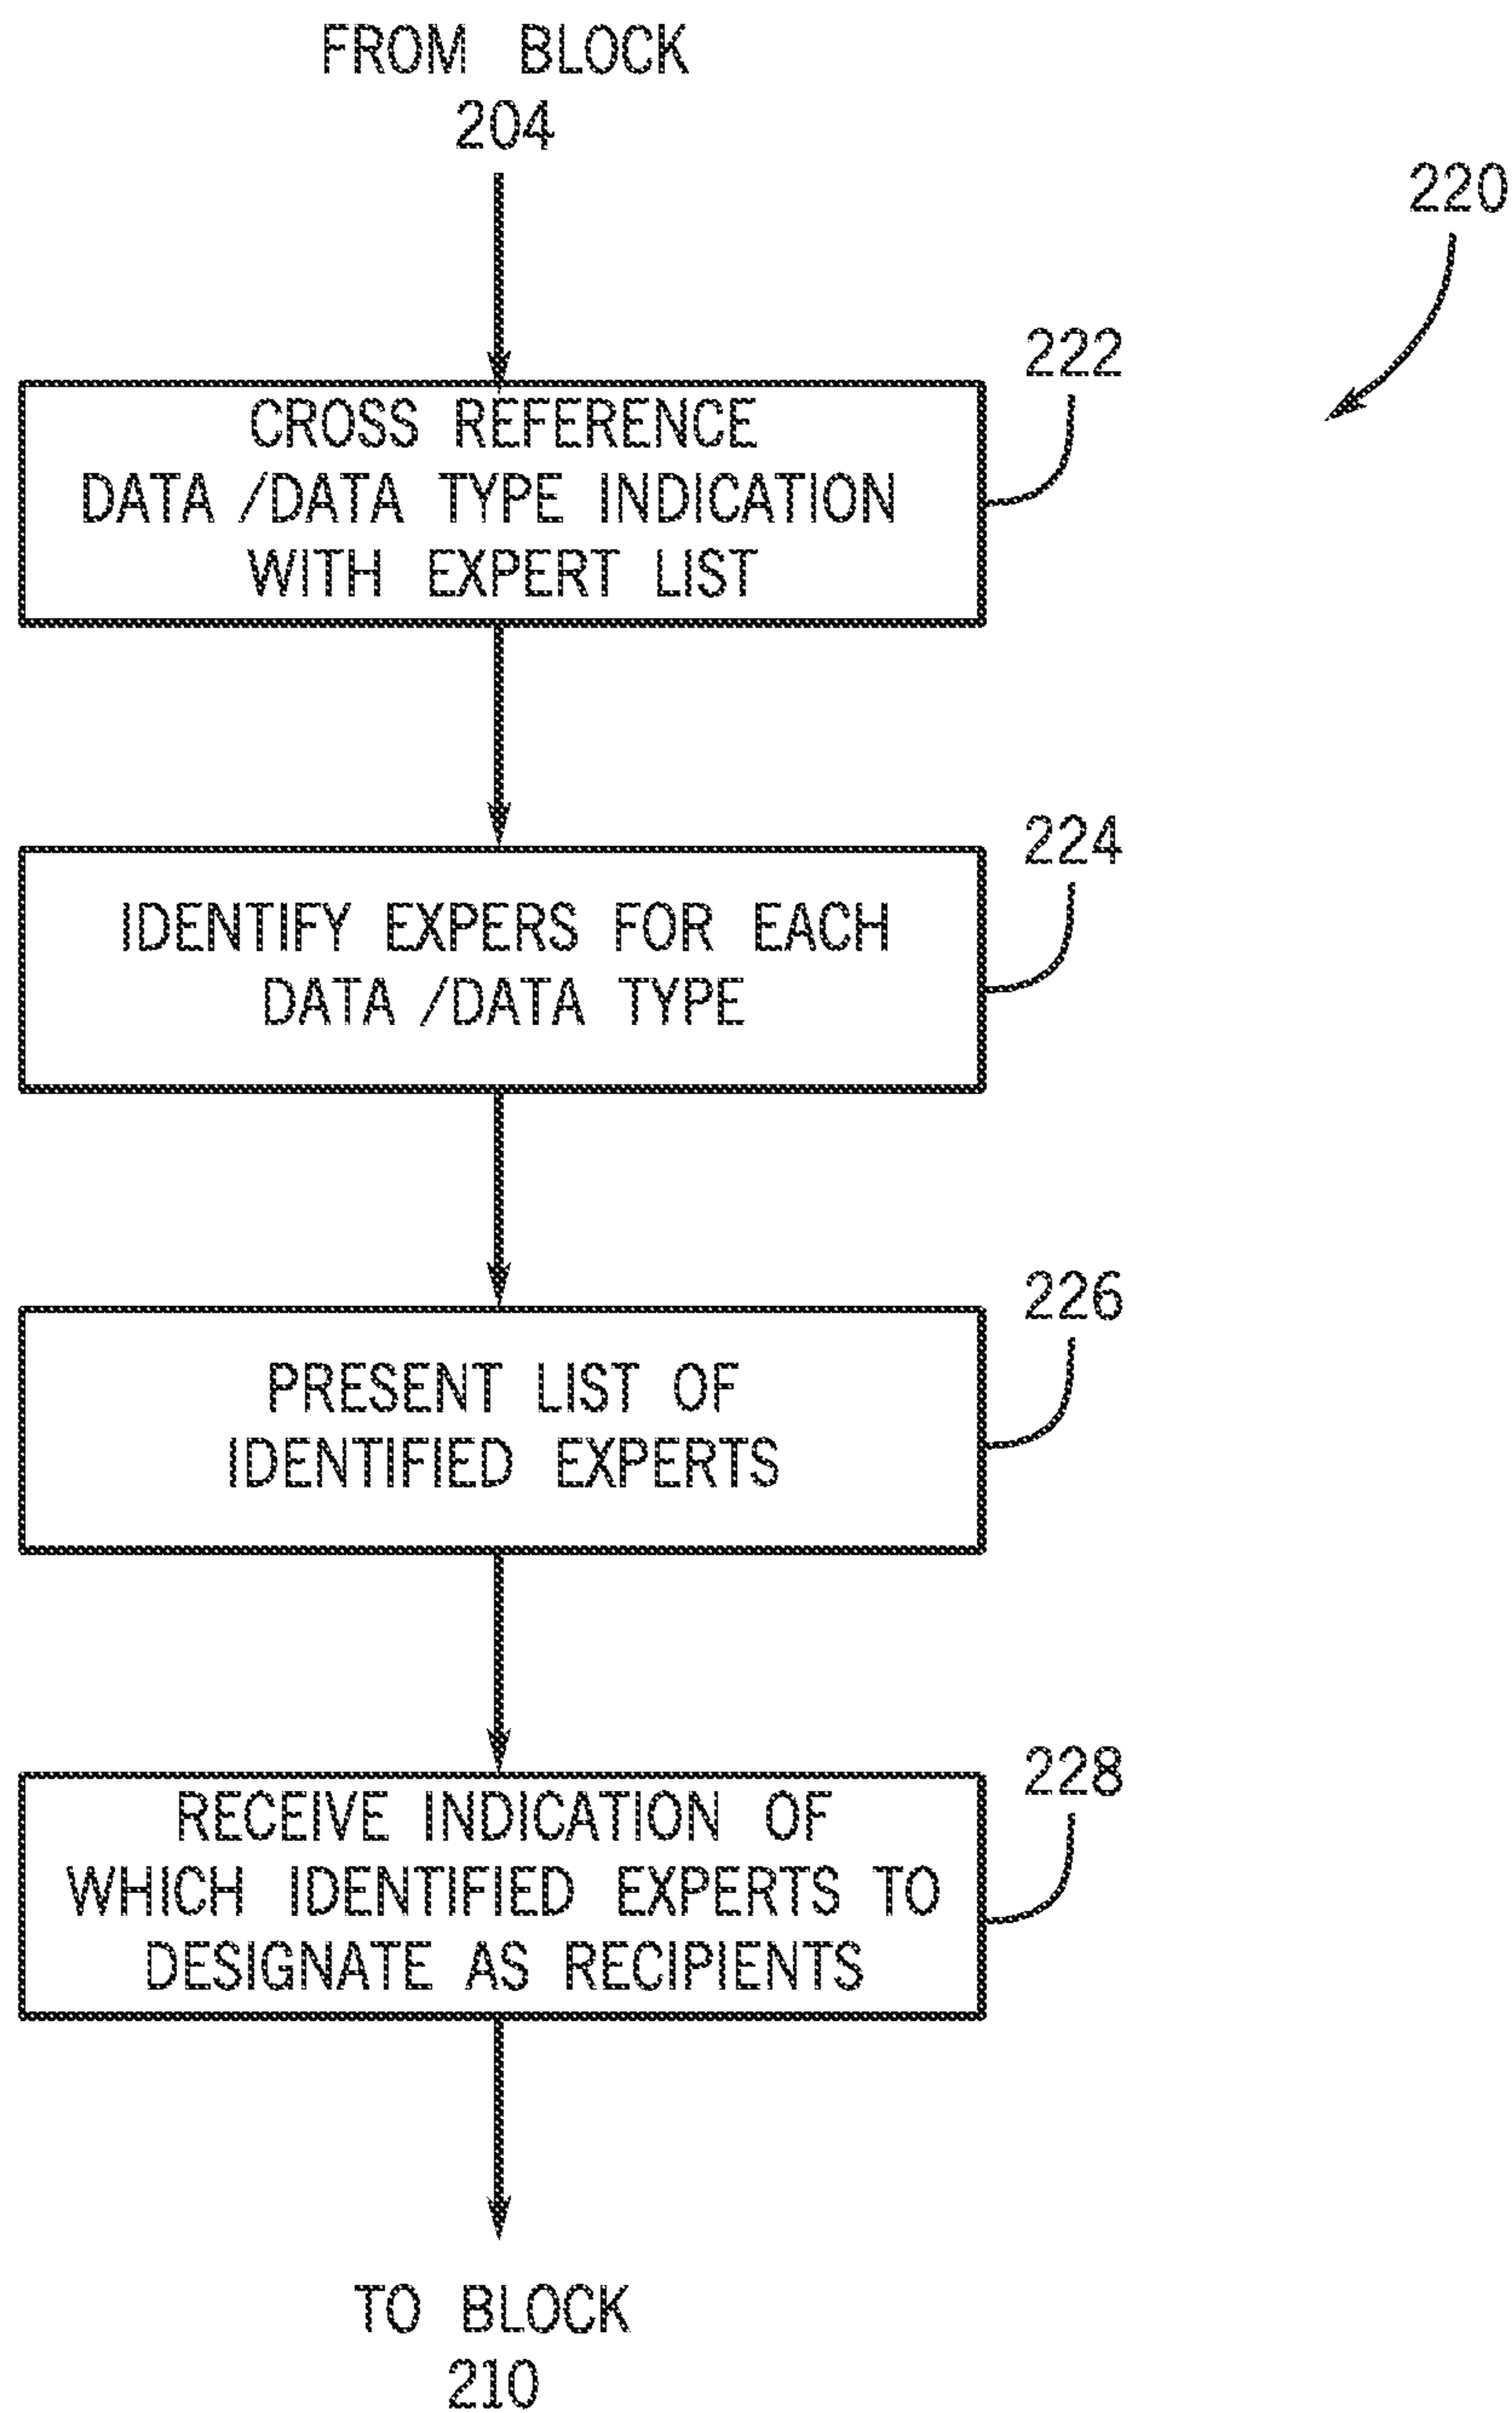 FROM BLOCK
204
220
222
CROSS REFERENCE
DATA /DATA TYPE INDICATION
WITH EXPERT LIST
224
IDENTIFY EXPERS FOR EACH
DATA /DATA TYPE
226
PRESENT LIST OF
IDENTIFIED EXPERTS
228
RECEIVE INDICATION OF
WHICH IDENTIFIED EXPERTS TO
DESIGNATE AS RECIPIENTS
TO BLOCK
210